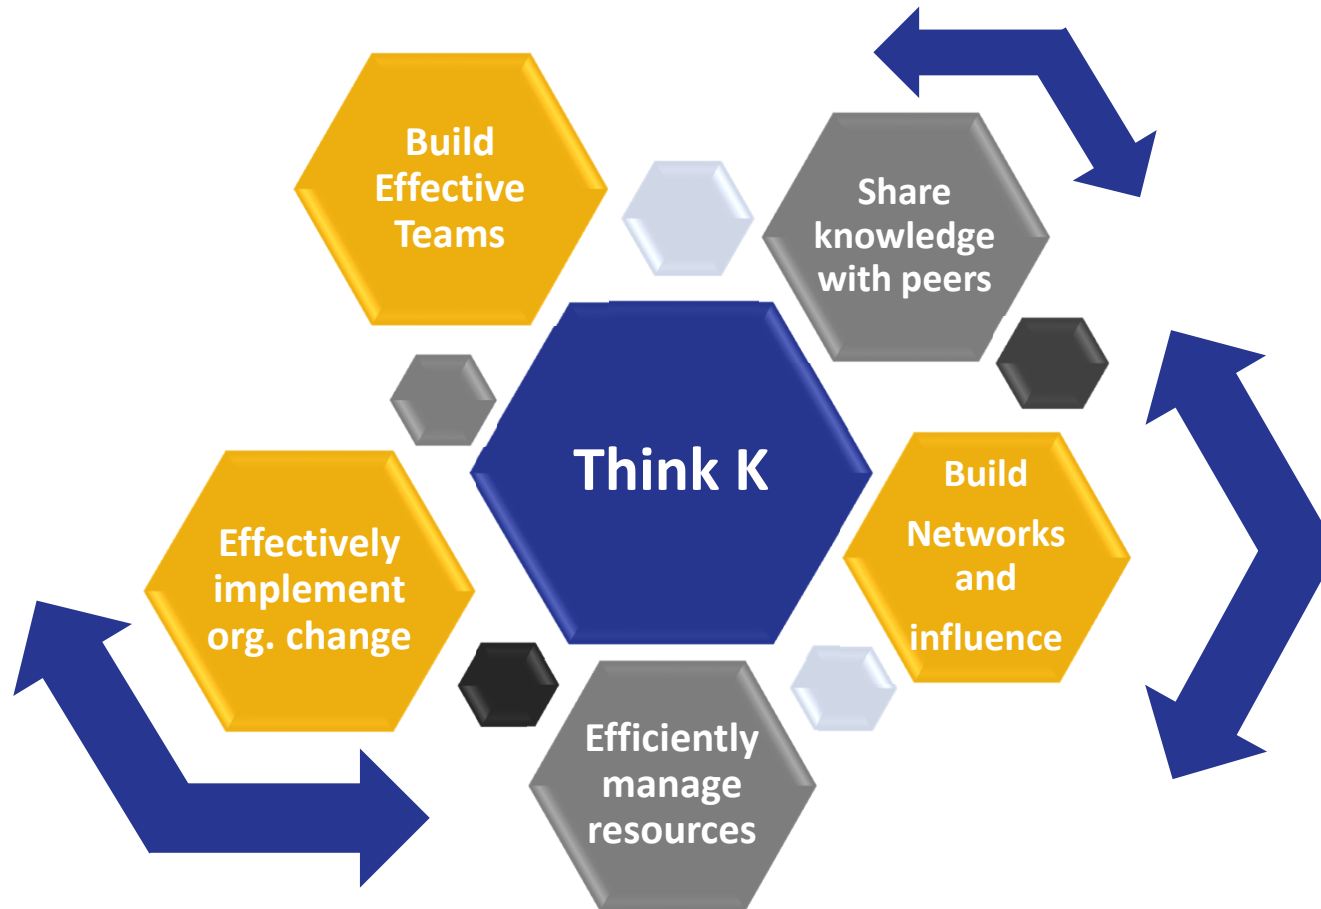 Build
Effective
Teams
Share
knowledge
with peers
Think K
Build
Networks
and
influence
Effectively
implement
org. change
Efficiently
manage
resources